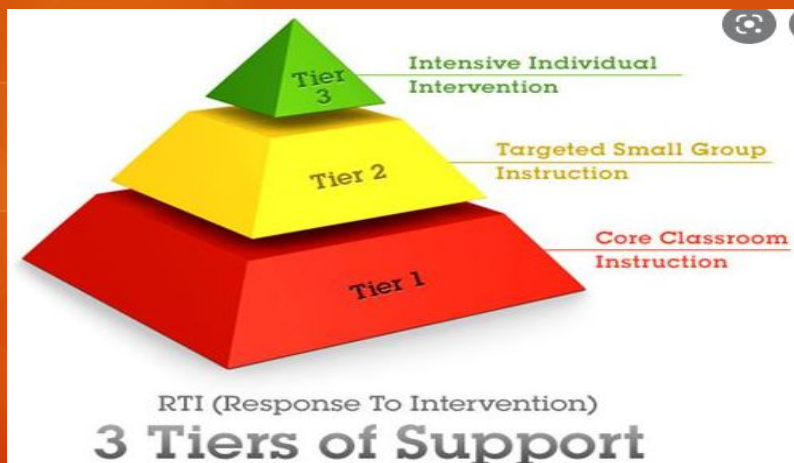 Tier
3
Intensive Individual
Intervention
Tier 2
Targeted Small Group
Instruction
Tier 1
Core Classroom
Instruction
RTI (Response To Intervention)
3 Tiers of Support